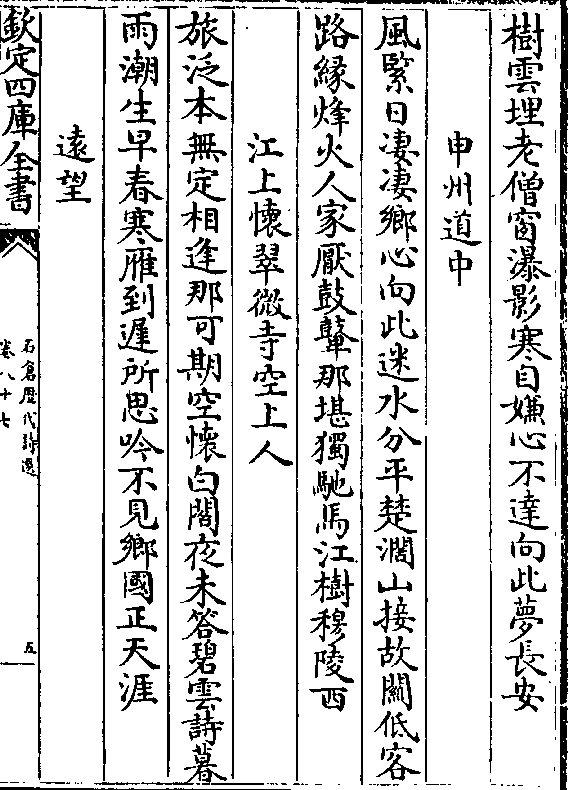 樹雲埋老僧窗瀑影寒自嫌心不達向此夢長安
申州道中
風緊日凄凄鄉心向此迷水分平楚濶山接故關低客
路緣烽火人家厭鼓鼙那堪獨馳馬江樹穆陵西
江上懷翠微寺空上人
旅泛本無定相逢那可期空懷白閣夜未答碧雲詩暮
雨潮生早春寒雁到遲所思吟不見鄉國正天涯
遠望
欽定四庫全書
石倉歷代詩選
卷八十七
五